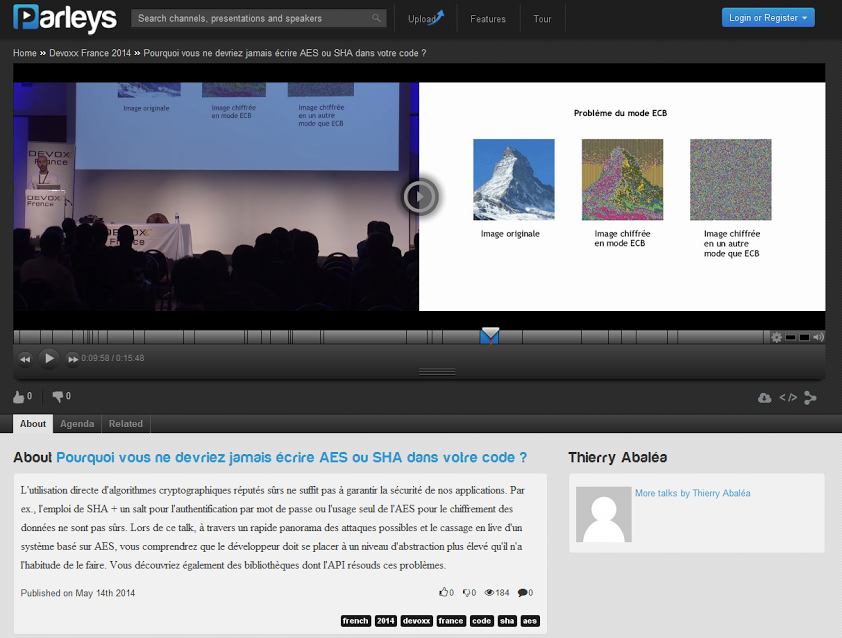 Parleys
Search channels, presentations and speakers
Upload
Features
Tour
Login or Register
Home » Devoxx France 2014 » Pourquoi vous ne devriez jamais écrire AES ou SHA dans votre code ?
Image originale
Image chiffrée
en mode ECB
Image chiffrée
en un autre
mode que ECB
DEVOX
France
DEVOX
France
DEVOX
France
Problème du mode ECB
Image originale
Image chiffrée
en mode ECB
Image chiffrée
en un autre
mode que ECB
0:09:58 / 0:15:48
0
0
About
Agenda
Related
About Pourquoi vous ne devriez jamais écrire AES ou SHA dans votre code ?
L'utilisation directe d'algorithmes cryptographiques réputés sûrs ne suffit pas à garantir la sécurité de nos applications. Par
ex., l'emploi de SHA + un salt pour l'authentification par mot de passe ou l'usage seul de l'AES pour le chiffrement des
données ne sont pas sûrs. Lors de ce talk, à travers un rapide panorama des attaques possibles et le cassage en live d'un
système basé sur AES, vous comprendrez que le développeur doit se placer à un niveau d'abstraction plus élevé qu'il n'a
l'habitude de le faire. Vous découvriez également des bibliothèques dont l'API résouds ces problèmes.
Published on May 14th 2014
0 0 184 0
french 2014 devoxx france code sha aes
Thierry Abaléa
More talks by Thierry Abaléa